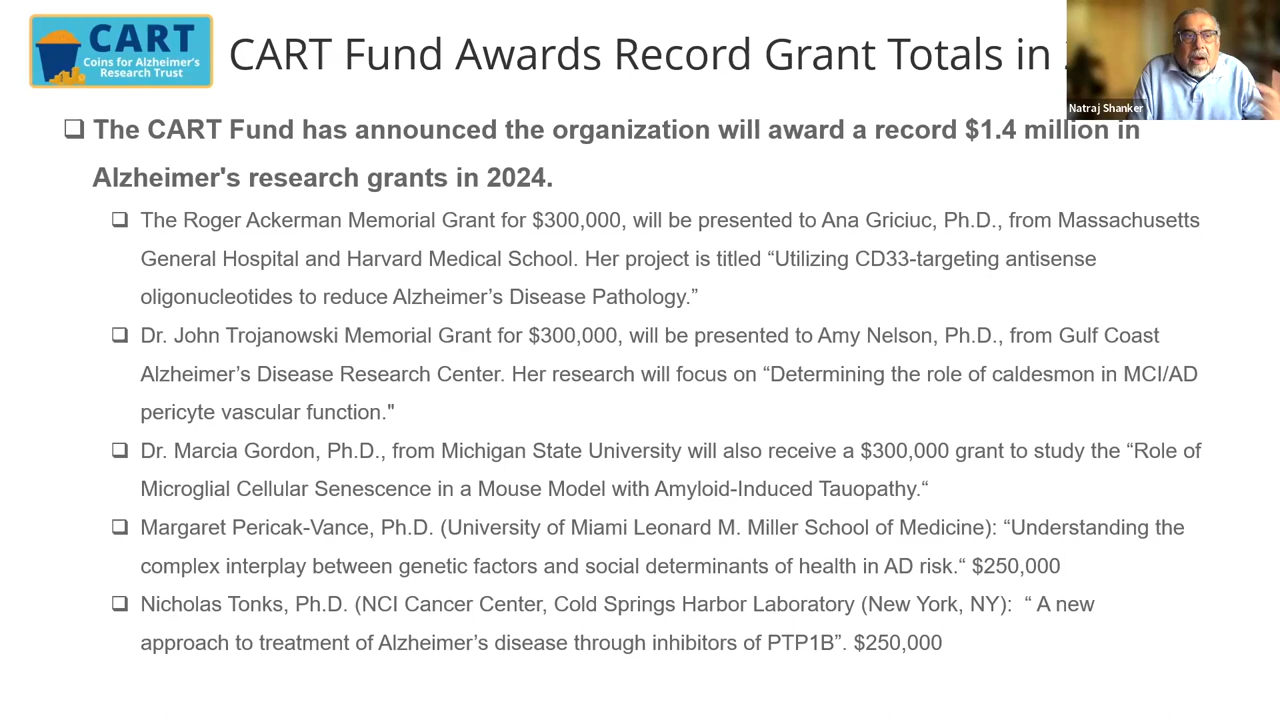 CART
Coins for Alzheimer's
Research Trust
CART Fund Awards Record Grant Totals in
Natraj Shanker
❑ The CART Fund has announced the organization will award a record $1.4 million in
Alzheimer's research grants in 2024.
❑ The Roger Ackerman Memorial Grant for $300,000, will be presented to Ana Griciuc, Ph.D., from Massachusetts
General Hospital and Harvard Medical School. Her project is titled “Utilizing CD33-targeting antisense
oligonucleotides to reduce Alzheimer’s Disease Pathology.”
❑ Dr. John Trojanowski Memorial Grant for $300,000, will be presented to Amy Nelson, Ph.D., from Gulf Coast
Alzheimer’s Disease Research Center. Her research will focus on “Determining the role of caldesmon in MCI/AD
pericyte vascular function."
❑ Dr. Marcia Gordon, Ph.D., from Michigan State University will also receive a $300,000 grant to study the “Role of
Microglial Cellular Senescence in a Mouse Model with Amyloid-Induced Tauopathy.“
❑ Margaret Pericak-Vance, Ph.D. (University of Miami Leonard M. Miller School of Medicine): “Understanding the
complex interplay between genetic factors and social determinants of health in AD risk.“ $250,000
❑ Nicholas Tonks, Ph.D. (NCI Cancer Center, Cold Springs Harbor Laboratory (New York, NY): “ A new
approach to treatment of Alzheimer’s disease through inhibitors of PTP1B”. $250,000